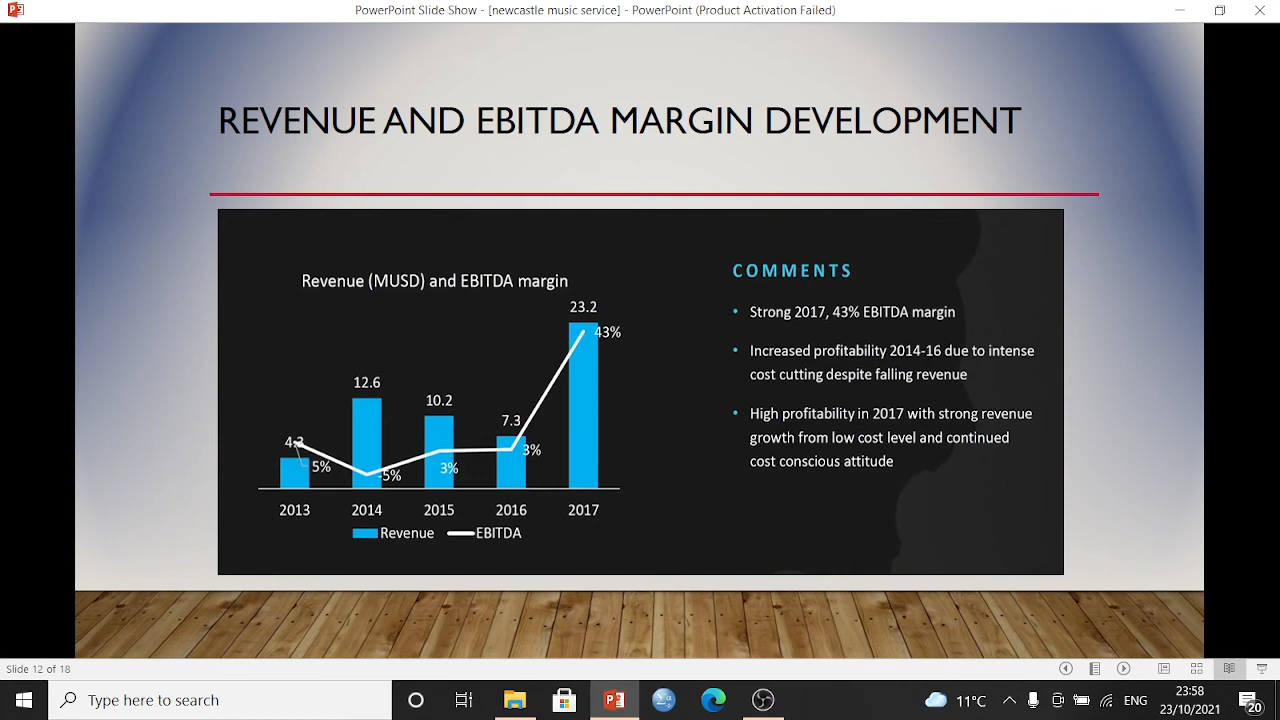 PowerPoint Slide Show - [newcastle music service] - PowerPoint (Product Activation Failed)
REVENUE AND EBITDA MARGIN DEVELOPMENT
Revenue (MUSD) and EBITDA margin
23.2
43%
12.6
10.2
7.3
4.3
5%
-5%
3%
3%
2013 2014 2015 2016 2017
Revenue EBITDA
COMMENTS
• Strong 2017, 43% EBITDA margin
• Increased profitability 2014-16 due to intense
cost cutting despite falling revenue
• High profitability in 2017 with strong revenue
growth from low cost level and continued
cost conscious attitude
Slide 12 of 18
Type here to search
11°C
ENG
23:58
23/10/2021
20